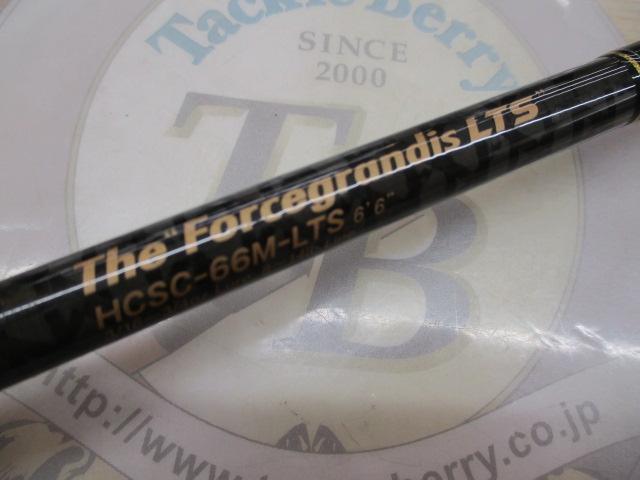 Tackle Berry
SINCE
2000
The "Forcegrandis LTS"
HCSC-66M-LTS 6'6"
TB
http://www.
berry.co.jp